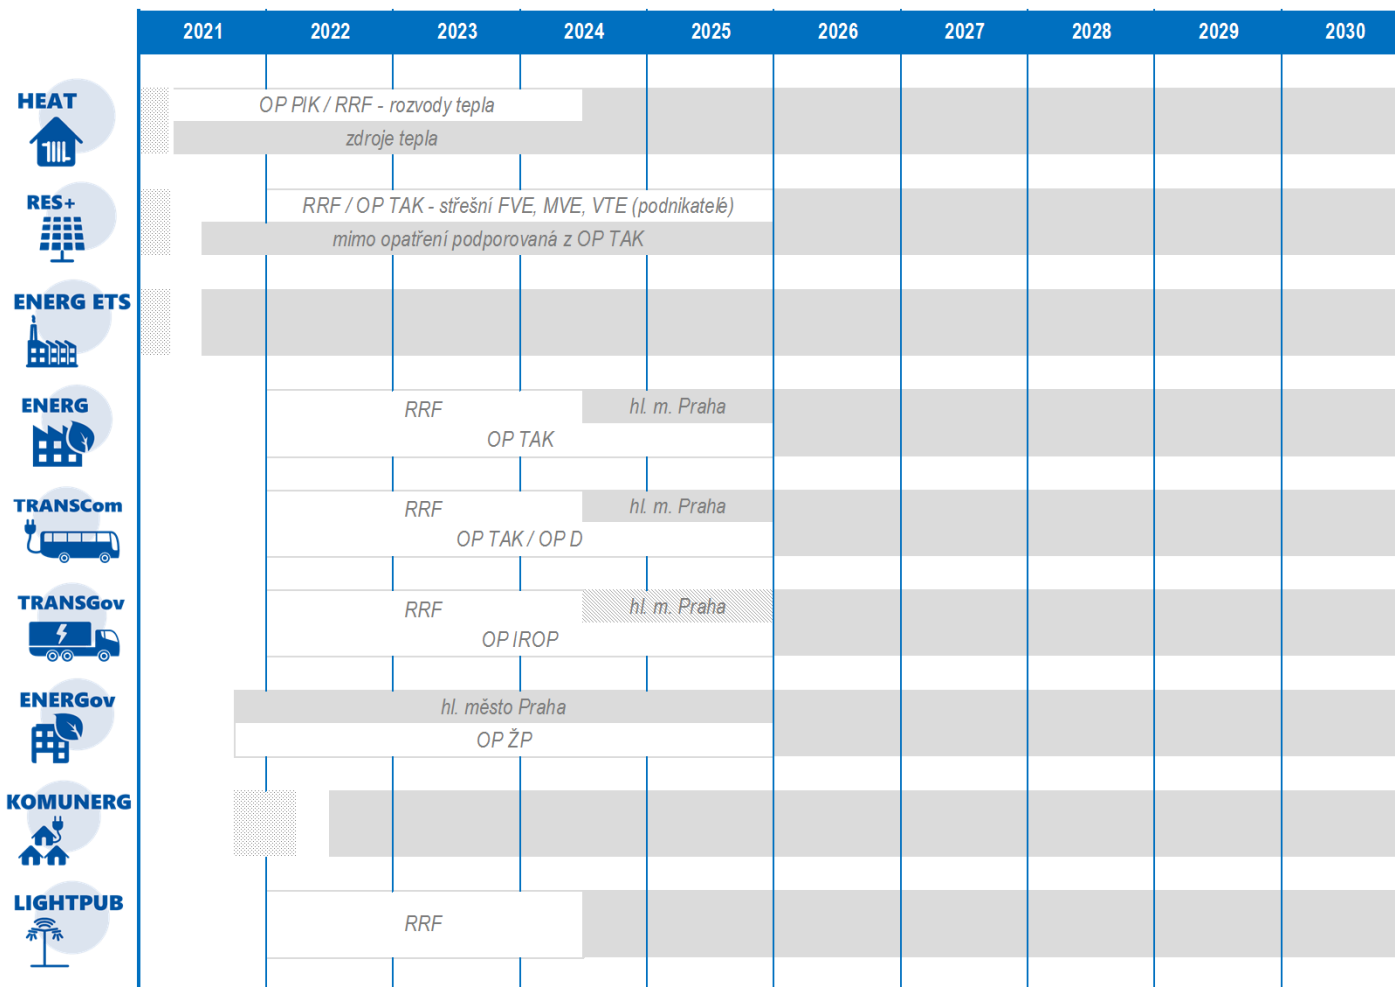 2021 2022 2023 2024 2025 2026 2027 2028 2029 2030
HEAT
OP PIK / RRF - rozvody tepla
zdroje tepla
RES+
RRF / OP TAK - střešní FVE, MVE, VTE (podnikatelé)
mimo opatření podporovaná z OP TAK
ENERG ETS
ENERG
RRF
hl. m. Praha
OP TAK
TRANSCom
RRF
hl. m. Praha
OP TAK / OP D
TRANSGov
RRF
hl. m. Praha
OP IROP
ENERGov
hl. město Praha
OP ŽP
KOMUNERG
LIGHTPUB
RRF